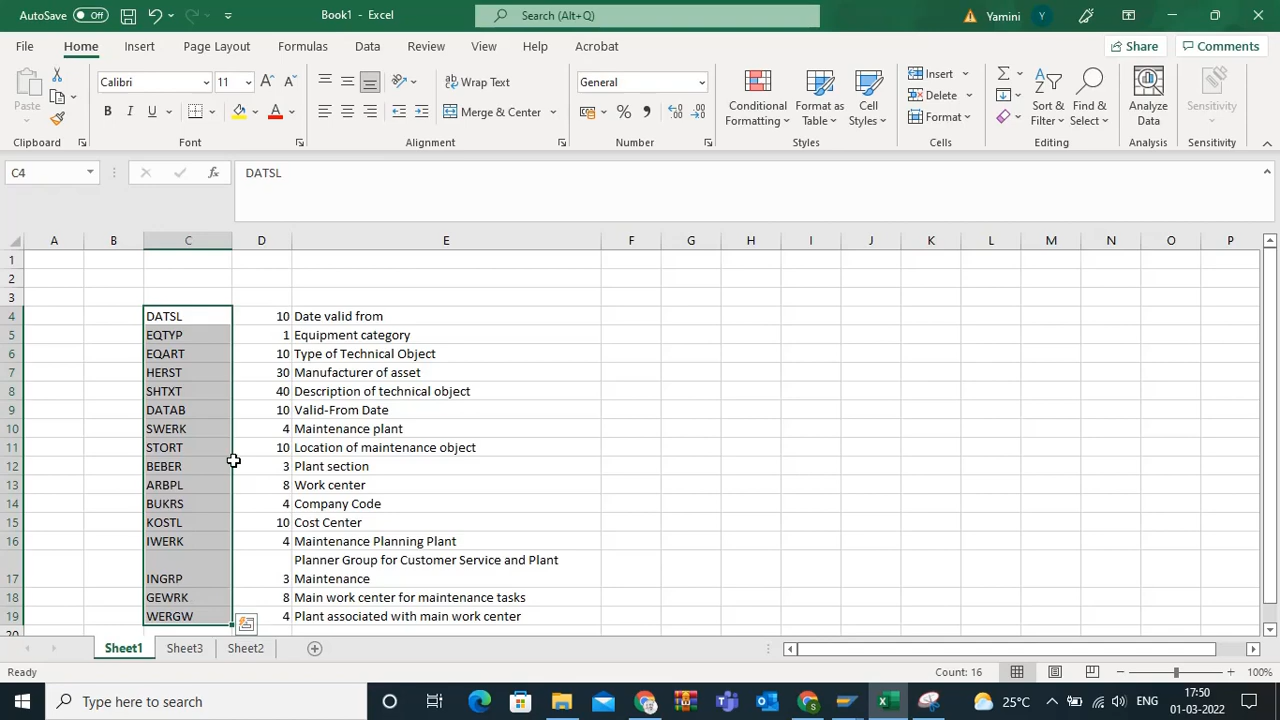 AutoSave Off Book1 - Excel Search (Alt+Q) Yamini Y
File Home Insert Page Layout Formulas Data Review View Help Acrobat Share Comments
Paste Calibri 11 A A Wrap Text General Conditional Formatting Format as Table Cell Styles Insert Delete Format Sort & Filter Find & Select Analyze Data Sensitivity
B I U A Merge & Center % ,
Clipboard Font Alignment Number Styles Cells Editing Analysis Sensitivity
C4 fx DATSL
A B C D E F G H I J K L M N O P
1
2
3
4 DATSL 10 Date valid from
5 EQTYP 1 Equipment category
6 EQART 10 Type of Technical Object
7 HERST 30 Manufacturer of asset
8 SHTXT 40 Description of technical object
9 DATAB 10 Valid-From Date
10 SWERK 4 Maintenance plant
11 STORT 10 Location of maintenance object
12 BEBER 3 Plant section
13 ARBPL 8 Work center
14 BUKRS 4 Company Code
15 KOSTL 10 Cost Center
16 IWERK 4 Maintenance Planning Plant
Planner Group for Customer Service and Plant
17 INGRP 3 Maintenance
18 GEWRK 8 Main work center for maintenance tasks
19 WERGW 4 Plant associated with main work center
20
Sheet1 Sheet3 Sheet2
Ready Count: 16 100%
Type here to search 25°C ENG 17:50
01-03-2022